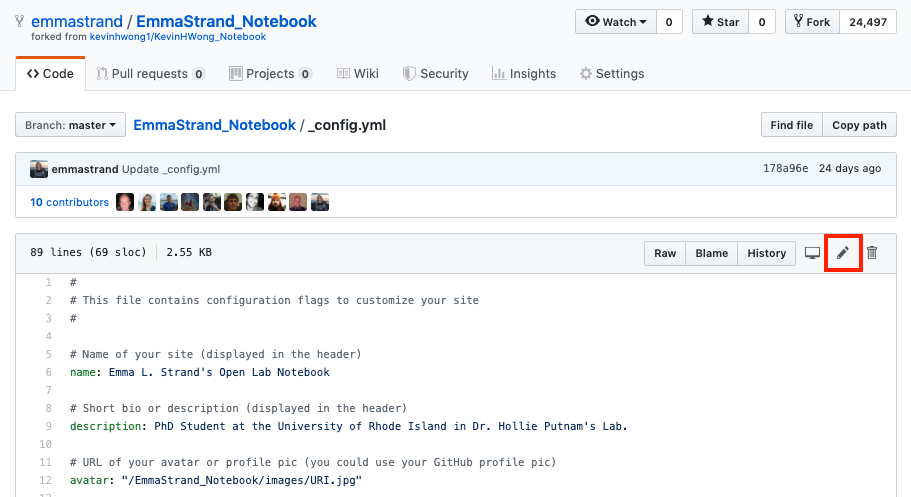 emmastrand / EmmaStrand_Notebook
forked from kevinhwong1/KevinHWong_Notebook
Watch 0 Star 0 Fork 24,497
Code Pull requests 0 Projects 0 Wiki Security Insights Settings
Branch: master EmmaStrand_Notebook / _config.yml Find file Copy path
emmastrand Update _config.yml 178a96e 24 days ago
10 contributors
89 lines (69 sloc) 2.55 KB Raw Blame History
1 #
2 # This file contains configuration flags to customize your site
3 #
4
5 # Name of your site (displayed in the header)
6 name: Emma L. Strand's Open Lab Notebook
7
8 # Short bio or description (displayed in the header)
9 description: PhD Student at the University of Rhode Island in Dr. Hollie Putnam's Lab.
10
11 # URL of your avatar or profile pic (you could use your GitHub profile pic)
12 avatar: "/EmmaStrand_Notebook/images/URI.jpg"